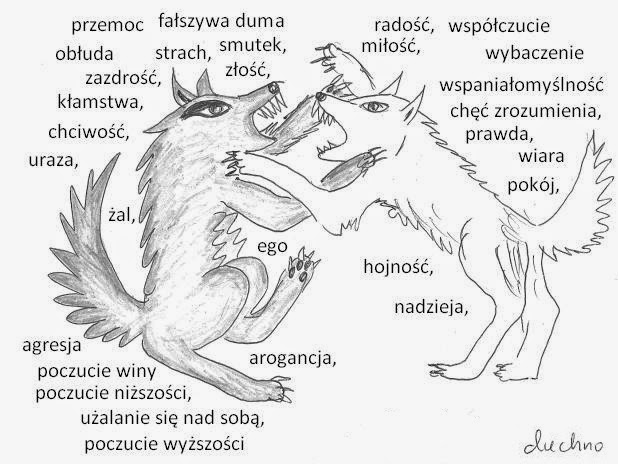 przemoc
fałszywa duma
obłuda
strach,
smutek,
zazdrość,
złość,
kłamstwa,
chciwość,
uraza,
żal,
ego
agresja
arogancja,
poczucie winy
poczucie niższości,
użalanie się nad sobą,
poczucie wyższości
radość,
współczucie
miłość,
wybaczenie
wspaniałomyślność
chęć zrozumienia,
prawda,
wiara
pokój,
hojność,
nadzieja,
duchno